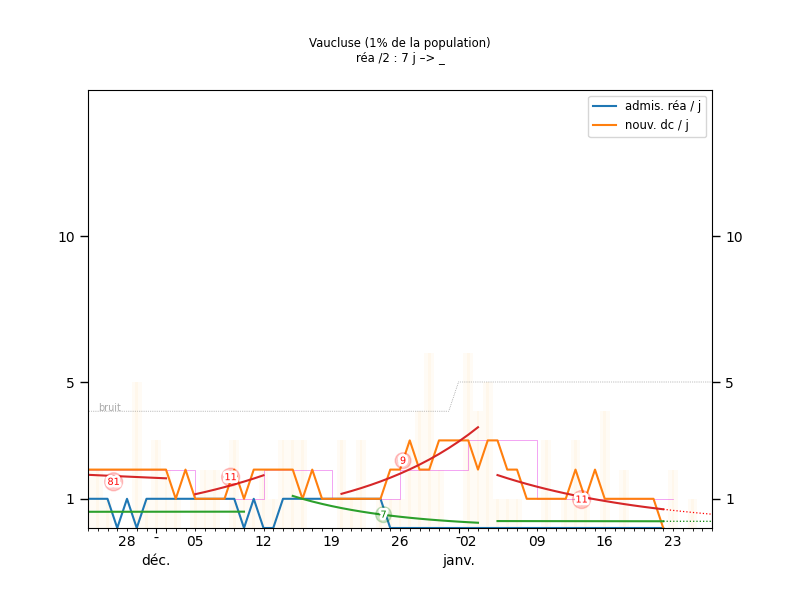 Vaucluse (1% de la population)
réa /2 : 7 j –> _
admis. réa / j
nouv. dc / j
10
10
5
5
bruit
9
11
81
11
7
1
1
28
05
12
19
26
02
09
16
23
déc.
janv.